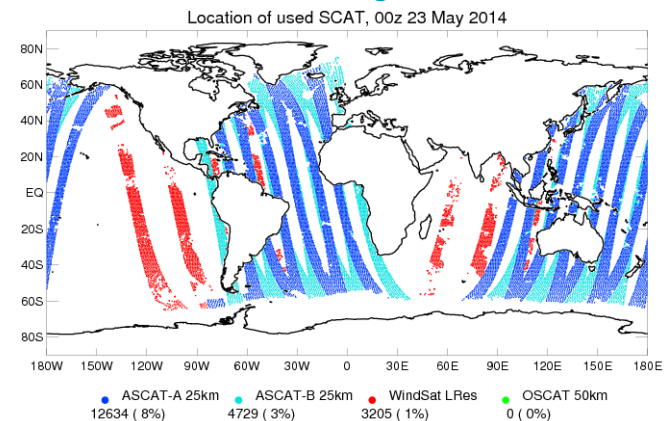 Location of used SCAT, 00z 23 May 2014
80N
60N
40N
20N
EQ
20S
40S
60S
80S
180W 150W 120W 90W 60W 30W 0 30E 60E 90E 120E 150E 180E
ASCAT-A 25km ASCAT-B 25km WindSat LRes OSCAT 50km
12634 ( 8%) 4729 ( 3%) 3205 ( 1%) 0 ( 0%)